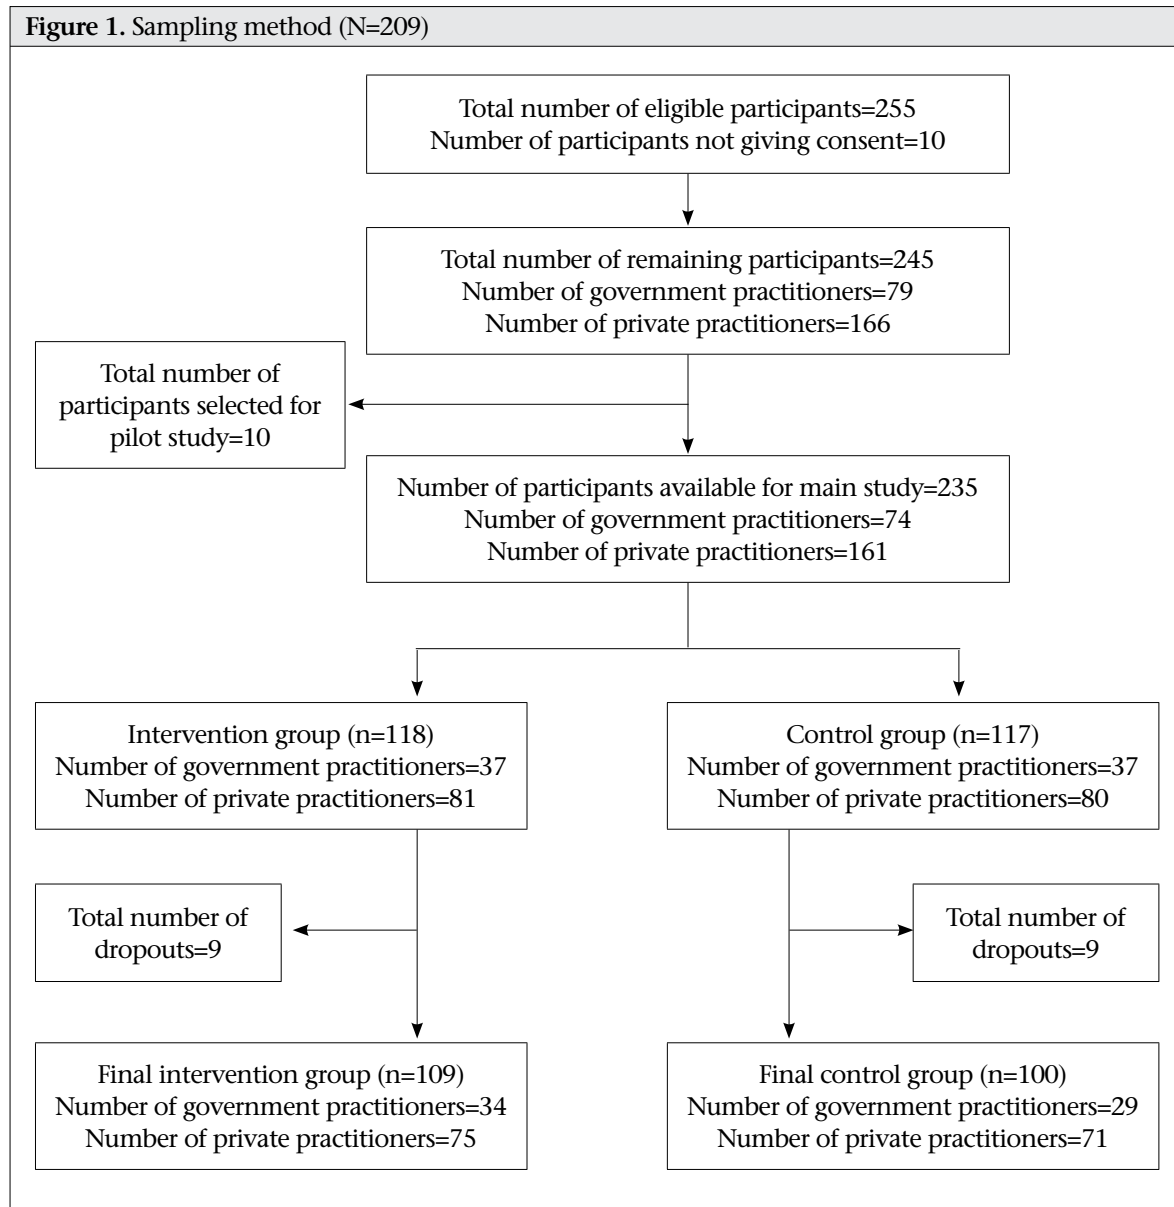 Figure 1. Sampling method (N=209)
Total number of eligible participants=255
Number of participants not giving consent=10
Total number of remaining participants=245
Number of government practitioners=79
Number of private practitioners=166
Total number of
participants selected for
pilot study=10
Number of participants available for main study=235
Number of government practitioners=74
Number of private practitioners=161
Intervention group (n=118)
Number of government practitioners=37
Number of private practitioners=81
Control group (n=117)
Number of government practitioners=37
Number of private practitioners=80
Total number of
dropouts=9
Total number of
dropouts=9
Final intervention group (n=109)
Number of government practitioners=34
Number of private practitioners=75
Final control group (n=100)
Number of government practitioners=29
Number of private practitioners=71